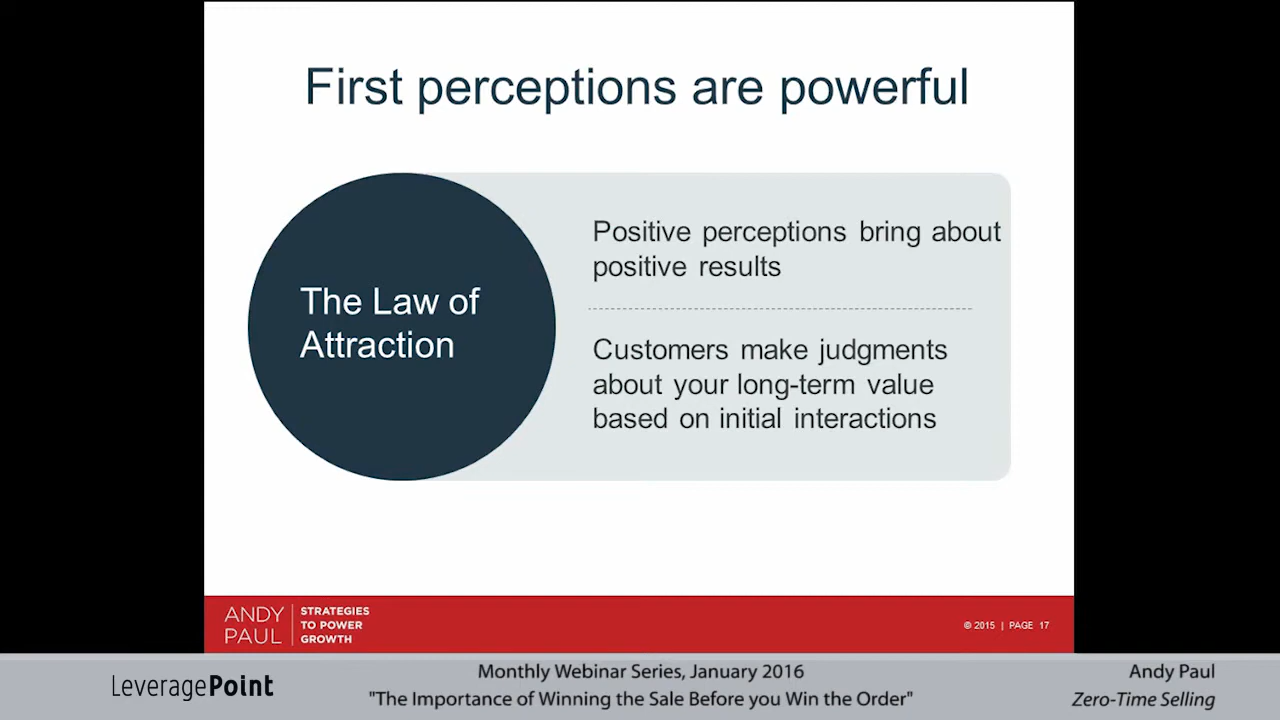 First perceptions are powerful
The Law of
Attraction
Positive perceptions bring about
positive results
Customers make judgments
about your long-term value
based on initial interactions
ANDY
PAUL
STRATEGIES
TO POWER
GROWTH
© 2015 | PAGE 17
LeveragePoint
Monthly Webinar Series, January 2016
"The Importance of Winning the Sale Before you Win the Order"
Andy Paul
Zero-Time Selling